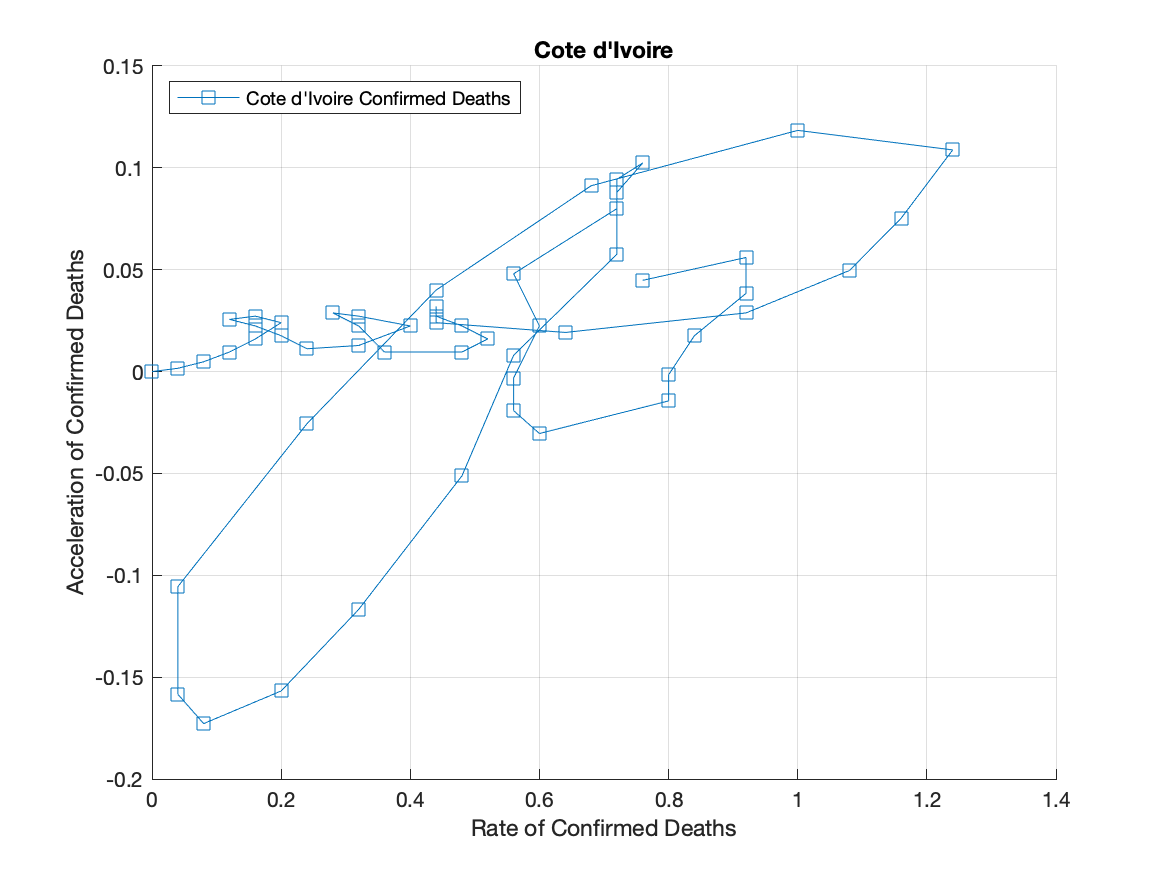 Cote d'Ivoire
Cote d'Ivoire Confirmed Deaths
0.15
0.1
0.05
0
-0.05
-0.1
-0.15
-0.2
Acceleration of Confirmed Deaths
0 0.2 0.4 0.6 0.8 1 1.2 1.4
Rate of Confirmed Deaths